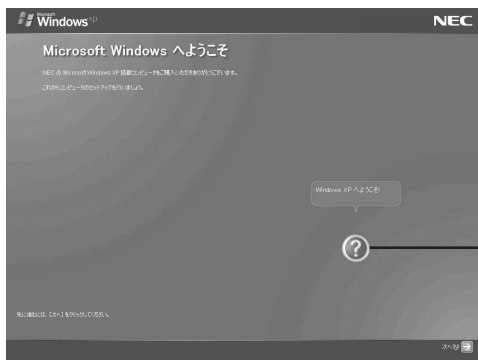 Microsoft
Windows xp
NEC
Microsoft Windows へようこそ
NEC の Microsoft Windows XP 搭載コンピュータをご購入いただきありがとうございます。
これからコンピュータのセットアップを行いましょう。
Windows XP へようこそ!
?
先に進むには、[次へ] をクリックしてください。
次へ(N)